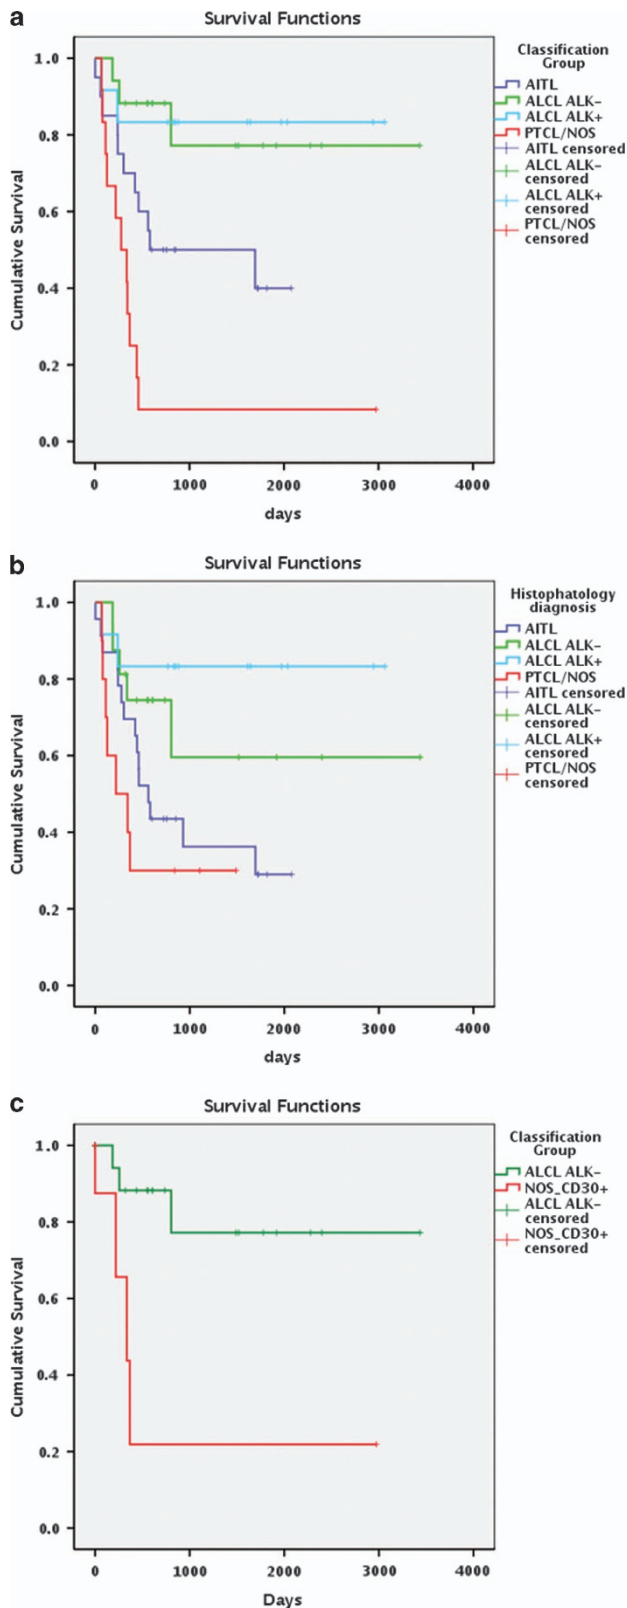 a
Survival Functions
Cumulative Survival
1.0
0.8
0.6
0.4
0.2
0.0
0 1000 2000 3000 4000
days
Classification
Group
AITL
ALCL ALK-
ALCL ALK+
PTCL/NOS
AITL censored
ALCL ALK-
censored
ALCL ALK+
censored
PTCL/NOS
censored
b
Survival Functions
Cumulative Survival
1.0
0.8
0.6
0.4
0.2
0.0
0 1000 2000 3000 4000
days
Histophatology
diagnosis
AITL
ALCL ALK-
ALCL ALK+
PTCL/NOS
AITL censored
ALCL ALK-
censored
ALCL ALK+
censored
PTCL/NOS
censored
c
Survival Functions
Cumulative Survival
1.0
0.8
0.6
0.4
0.2
0.0
0 1000 2000 3000 4000
Days
Classification
Group
ALCL ALK-
NOS_CD30+
ALCL ALK-
censored
NOS_CD30+
censored